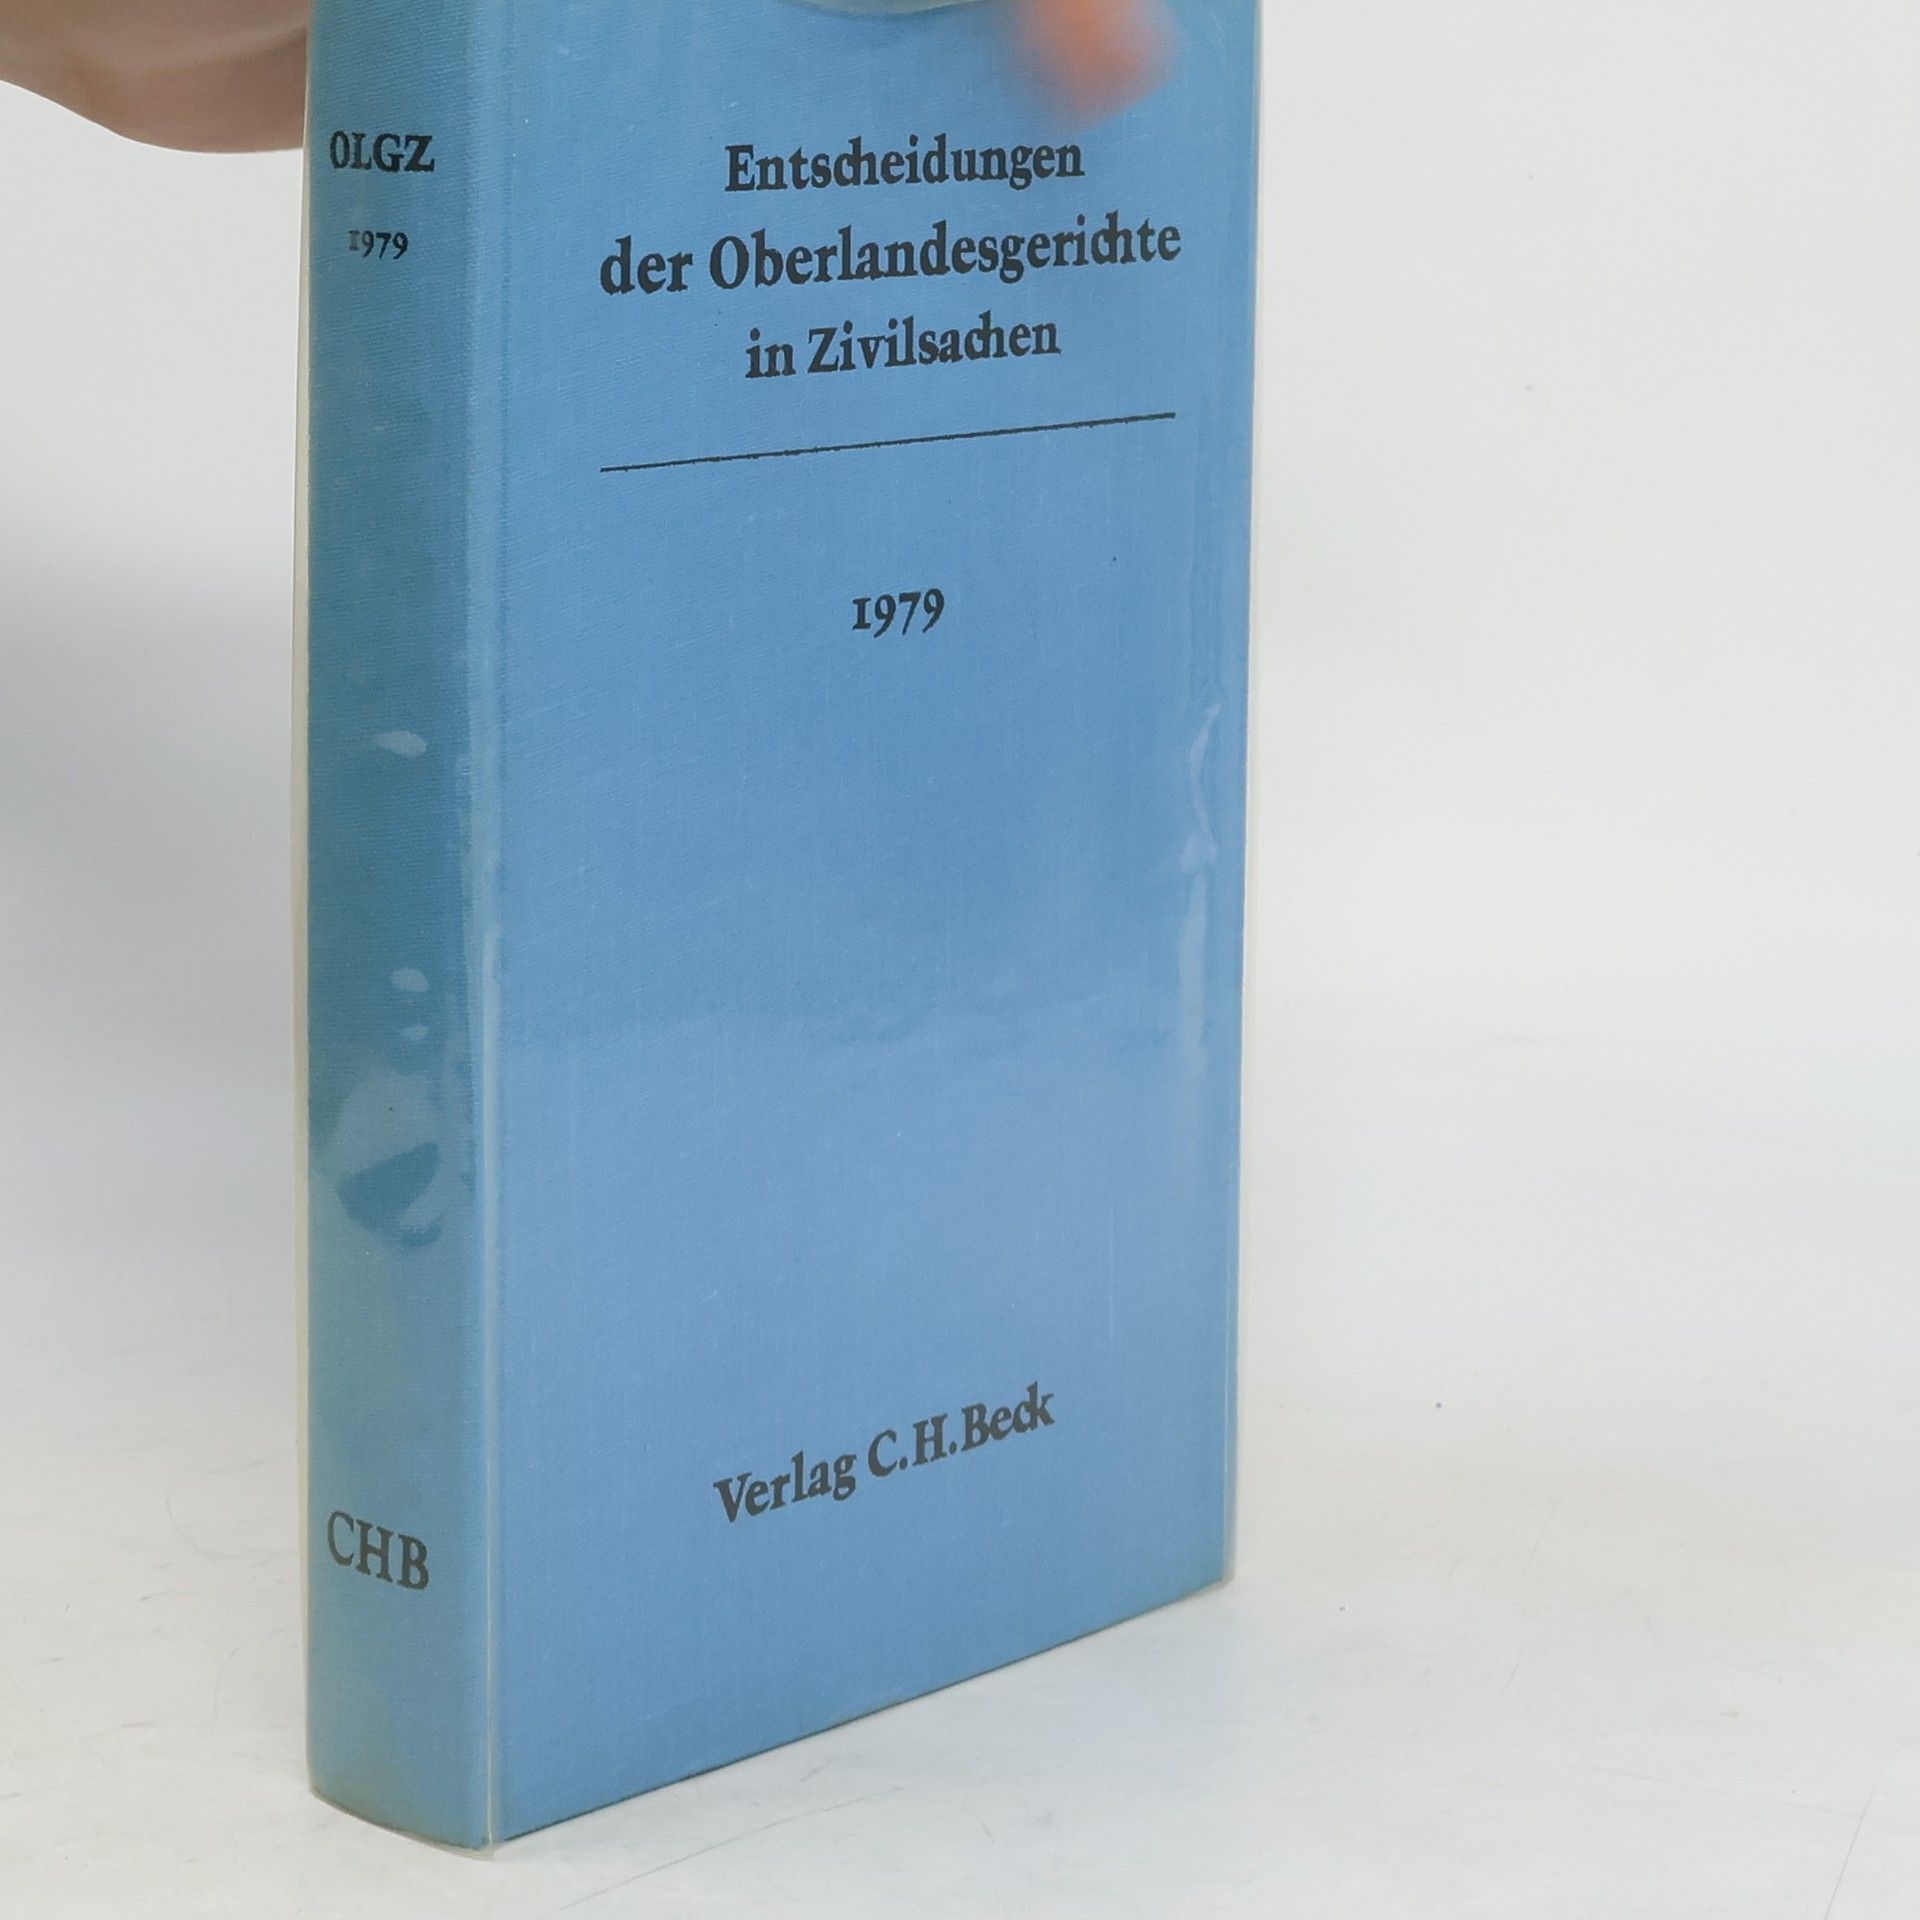 OLGZ
1979
CHB
Entscheidungen
der Oberlandesgerichte
in Zivilsachen
1979
Verlag C.H.Beck